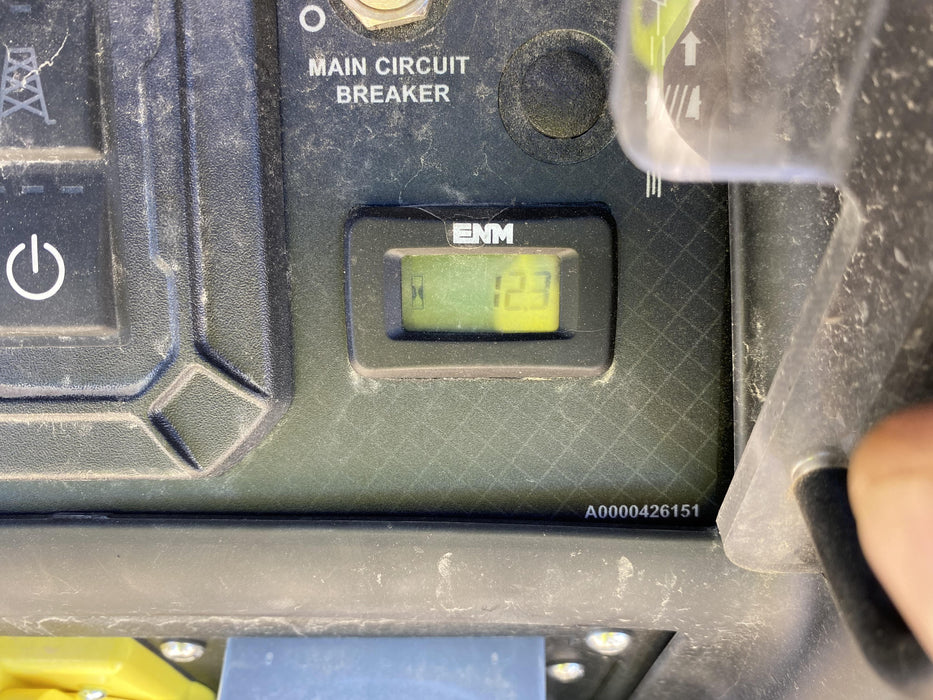 MAIN CIRCUIT
BREAKER
ENM
12.3
A0000426151